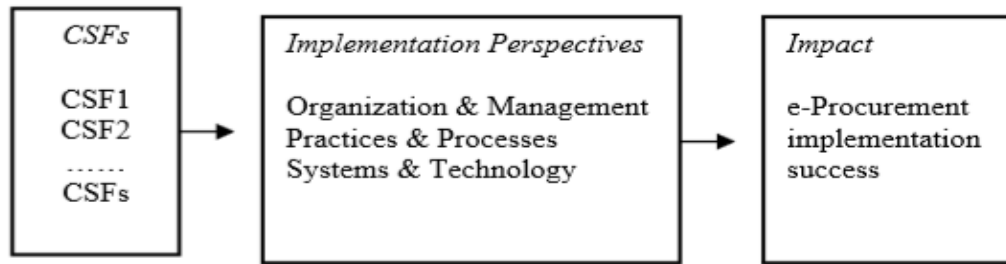 CSFs
CSF1
CSF2
......
CSFs
Implementation Perspectives
Organization & Management
Practices & Processes
Systems & Technology
Impact
e-Procurement
implementation
success